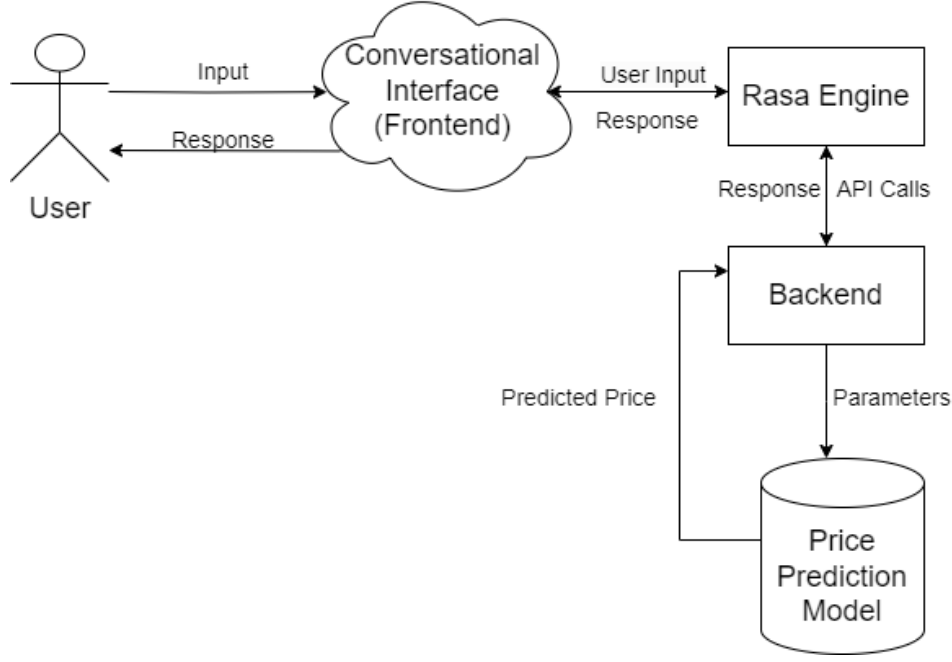 Input
Response
User
Conversational
Interface
(Frontend)
User Input
Response
Rasa Engine
Response
API Calls
Backend
Predicted Price
Parameters
Price
Prediction
Model